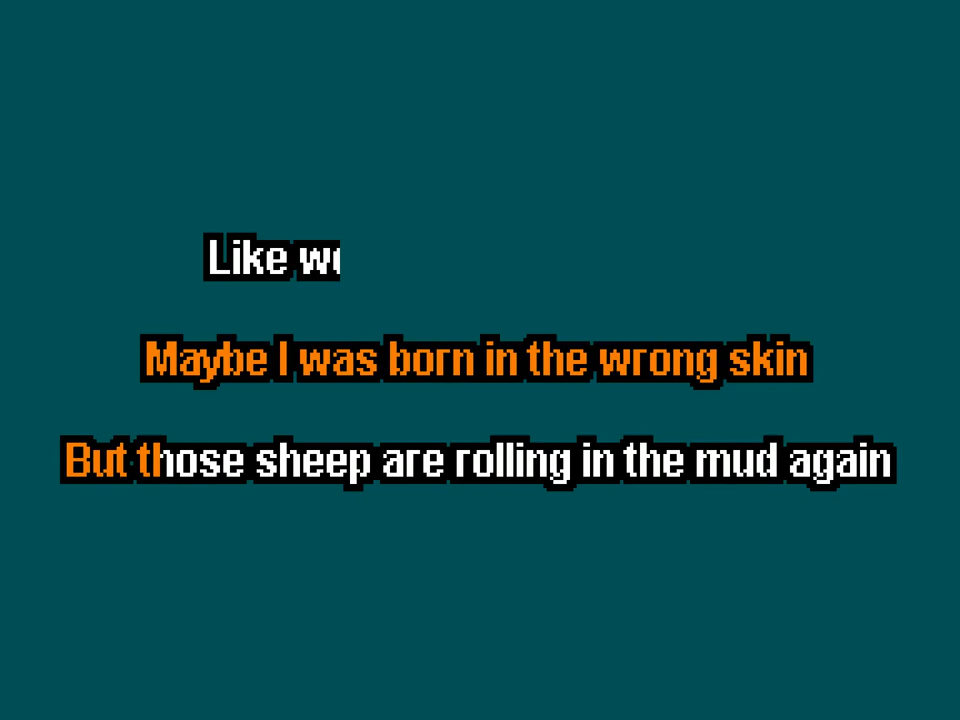 Like
Maybe I was born in the wrong skin
But those sheep are rolling in the mud again